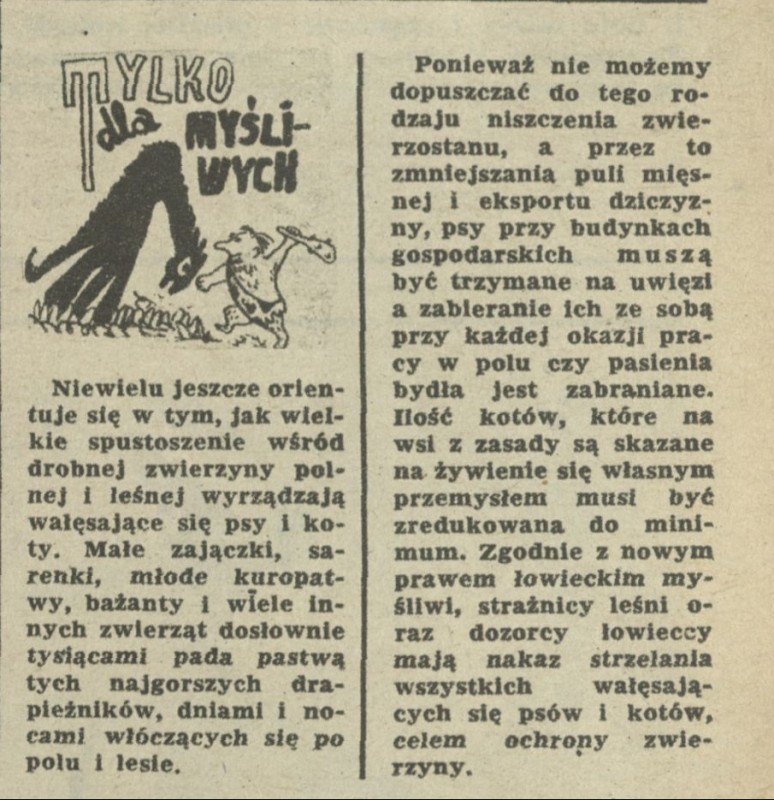 TYLKO
dla MYŚLI-
WYCH
Niewielu jeszcze orien-
tuje się w tym, jak wiel-
kie spustoszenie wśród
drobnej zwierzyny pol-
nej i leśnej wyrządzają
wałęsające się psy i ko-
ty. Małe zajączki, sa-
renki, młode kuropat-
wy, bażanty i wiele in-
nych zwierząt dosłownie
tysiącami pada pastwą
tych najgorszych dra-
pieżników, dniami i no-
cami włóczących się po
polu i lesie.
Ponieważ nie możemy
dopuszczać do tego ro-
dzaju niszczenia zwie-
rzostanu, a przez to
zmniejszania puli mięs-
nej i eksportu dziczyz-
ny, psy przy budynkach
gospodarskich muszą
być trzymane na uwięzi
a zabieranie ich ze sobą
przy każdej okazji pra-
cy w polu czy pasienia
bydła jest zabraniane.
Ilość kotów, które na
wsi z zasady są skazane
na żywienie się własnym
przemysłem musi być
zredukowana do mini-
mum. Zgodnie z nowym
prawem łowieckim my-
śliwi, strażnicy leśni o-
raz dozorcy łowieccy
mają nakaz strzelania
wszystkich wałęsają-
cych się psów i kotów,
celem ochrony zwie-
rzyny.